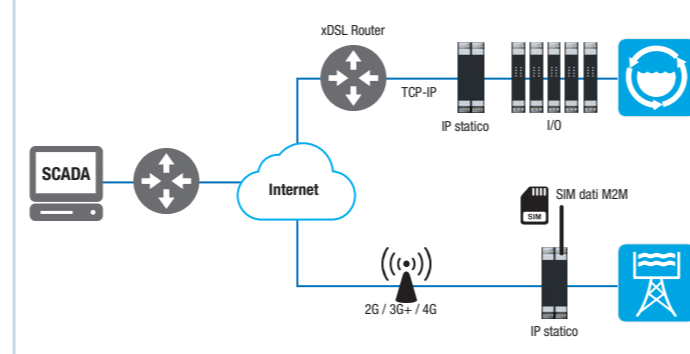 xDSL Router
TCP-IP
IP statico
I/O
SCADA
Internet
SIM
SIM dati M2M
2G / 3G+ / 4G
IP statico